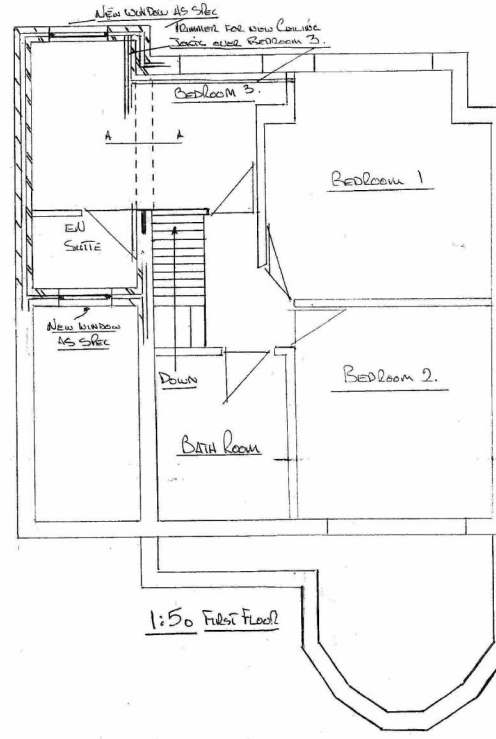 NEW WINDOW AS SPEC
TRIMMER FOR NEW CEILING
JOISTS OVER BEDROOM 3.
BEDROOM 3.
A A
BEDROOM 1
EN
SUITE
NEW WINDOW
AS SPEC
DOWN
BEDROOM 2.
BATH ROOM
1:50 FIRST FLOOR